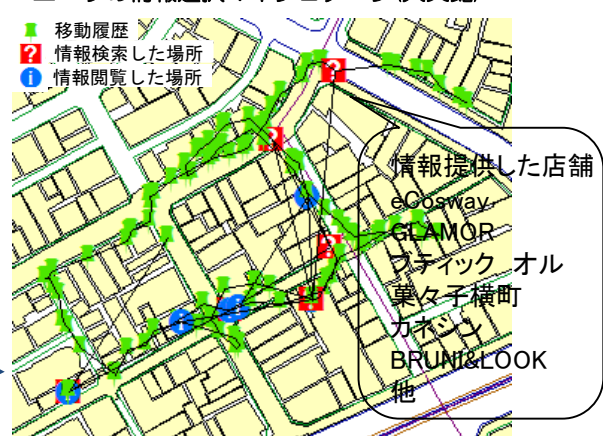 移動履歴
情報検索した場所
情報閲覧した場所
情報提供した店舗
eCosway
GLAMOR
ブティック オル
菓々子横町
カネシン
BRUNI&LOOK
他